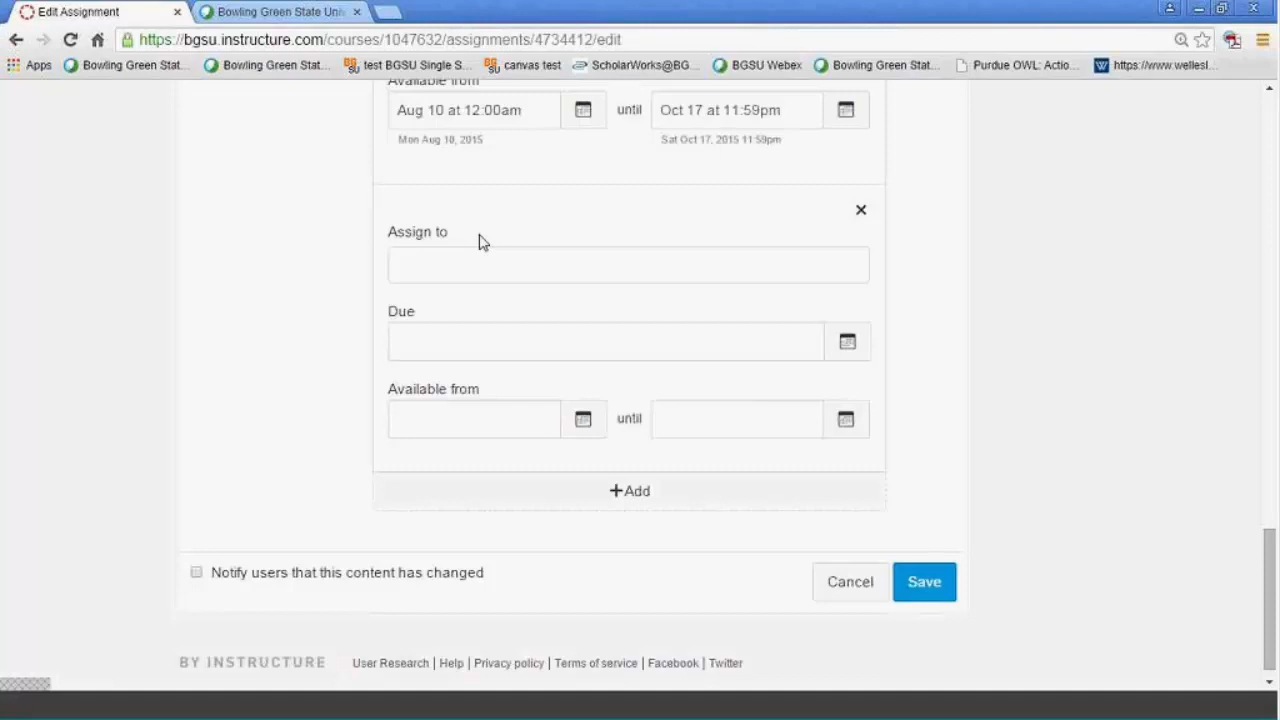 Edit Assignment
Bowling Green State Univ
https://bgsu.instructure.com/courses/1047632/assignments/4734412/edit
Apps Bowling Green Stat... Bowling Green Stat... test BGSU Single S... canvas test ScholarWorks@BG... BGSU Webex Bowling Green Stat... Purdue OWL: Actio... https://www.wellesl...
Available from
Aug 10 at 12:00am until Oct 17 at 11:59pm
Mon Aug 10, 2015 Sat Oct 17, 2015 11:59pm
Assign to
Due
Available from
until
+Add
Notify users that this content has changed
Cancel Save
BY INSTRUCTURE User Research | Help | Privacy policy | Terms of service | Facebook | Twitter